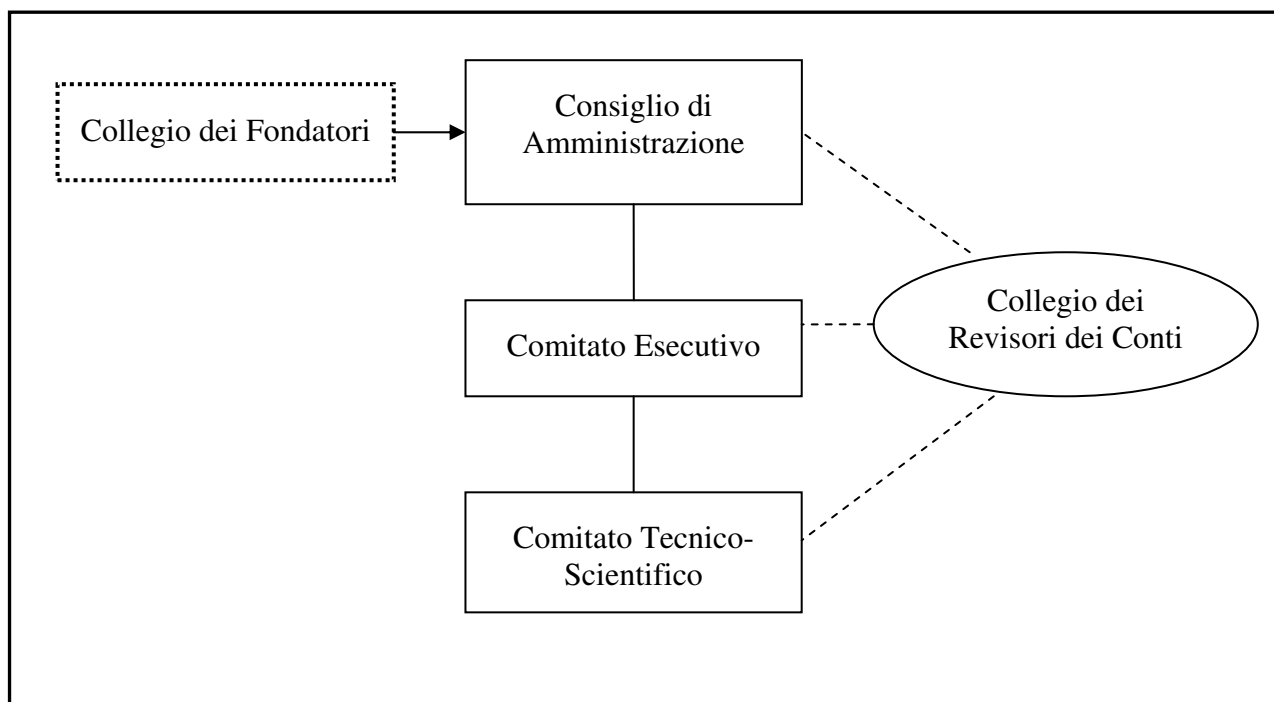 Collegio dei Fondatori
Consiglio di
Amministrazione
Comitato Esecutivo
Collegio dei
Revisori dei Conti
Comitato Tecnico-
Scientifico